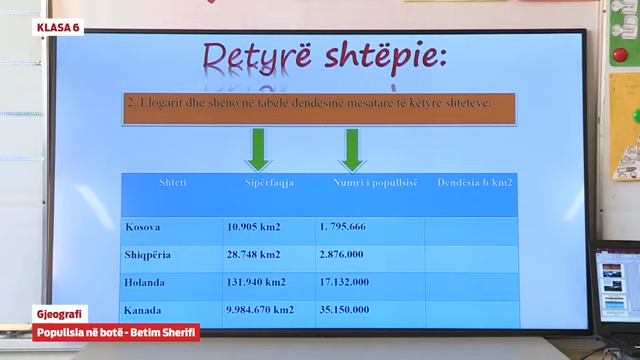 KLASA 6
Detyrë shtëpie:
2. Llogarit dhe shëno në tabelë dendësinë mesatare të këtyre shteteve:
Shteti Sipërfaqja Numri i popullsisë Dendësia b/km2
Kosova 10.905 km2 1. 795.666
Shiqpëria 28.748 km2 2.876.000
Holanda 131.940 km2 17.132.000
Kanada 9.984.670 km2 35.150.000
Gjeografi
Popullsia në botë - Betim Sherifi